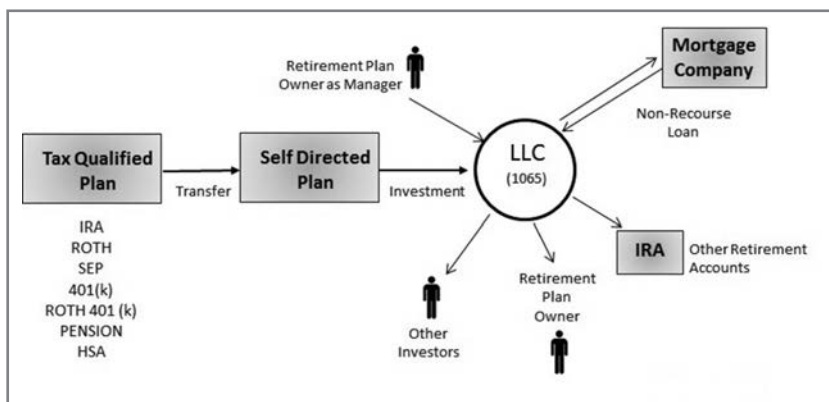 Retirement Plan
Owner as Manager
Mortgage
Company
Non-Recourse
Loan
Tax Qualified
Plan
Transfer
Self Directed
Plan
Investment
LLC
(1065)
IRA
ROTH
SEP
401(k)
ROTH 401 (k)
PENSION
HSA
Other
Investors
Retirement
Plan
Owner
IRA
Other Retirement
Accounts